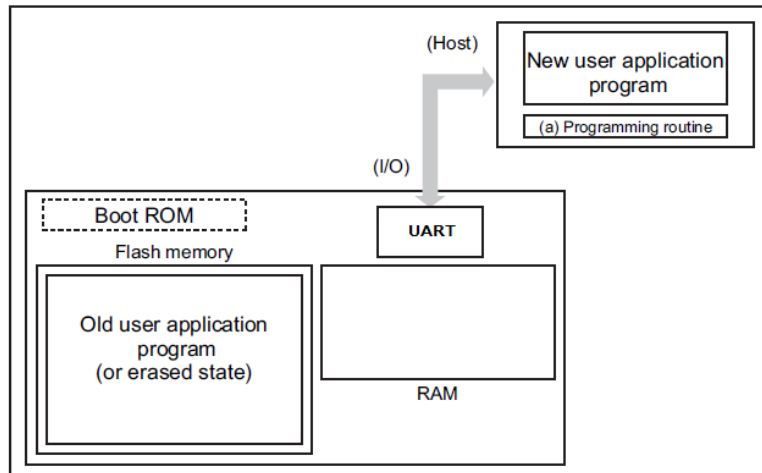 (Host)
New user application
program
(a) Programming routine
(I/O)
Boot ROM
UART
Flash memory
Old user application
program
(or erased state)
RAM